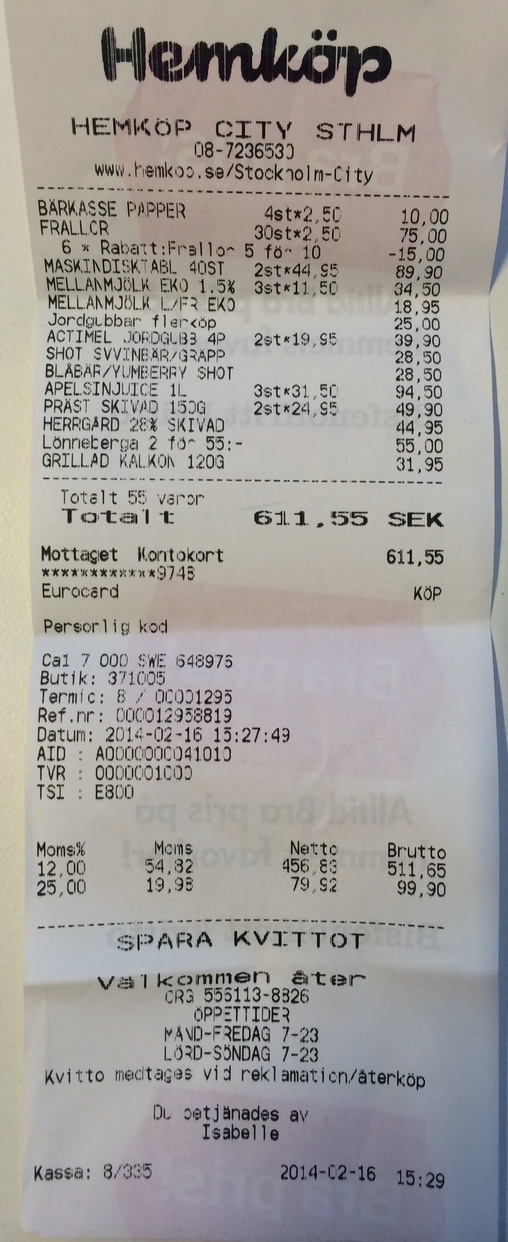 Hemköp
HEMKÖP CITY STHLM
08-7236530
www.hemkop.se/Stockholm-City
BÄRKASSE PAPPER 4st*2,50 10,00
FRALLOR 30st*2,50 75,00
6 * Rabatt:Frallor 5 för 10 -15,00
MASKINDISKTABL 40ST 2st*44,95 89,90
MELLANMJÖLK EKO 1.5% 3st*11,50 34,50
MELLANMJÖLK L/FR EKO 18,95
Jordgubbar flerköp 25,00
ACTIMEL JORDGUBB 4P 2st*19,95 39,90
SHOT SVVINBÄR/GRAPP 28,50
BLÅBÄR/YUMBERRY SHOT 28,50
APELSINJUICE 1L 3st*31,50 94,50
PRÄST SKIVAD 150G 2st*24,95 49,90
HERRGÅRD 28% SKIVAD 44,95
Lönneberga 2 för 55:- 55,00
GRILLAD KALKON 120G 31,95
Totalt 55 varor
Totalt 611,55 SEK
Mottaget Kontokort 611,55
************9748
Eurocard KÖP
Personlig kod
Ca1 7 000 SWE 648976
Butik: 371005
Termid: 8 / 00001295
Ref.nr: 000012958819
Datum: 2014-02-16 15:27:49
AID : A0000000041010
TVR : 0000001000
TSI : E800
Moms% Moms Netto Brutto
12,00 54,82 456,83 511,65
25,00 19,98 79,92 99,90
SPARA KVITTOT
Välkommen åter
ORG 556113-8826
ÖPPETTIDER
MÅND-FREDAG 7-23
LÖRD-SÖNDAG 7-23
Kvitto medtages vid reklamation/återköp
Du betjänades av
Isabelle
Kassa: 8/335 2014-02-16 15:29